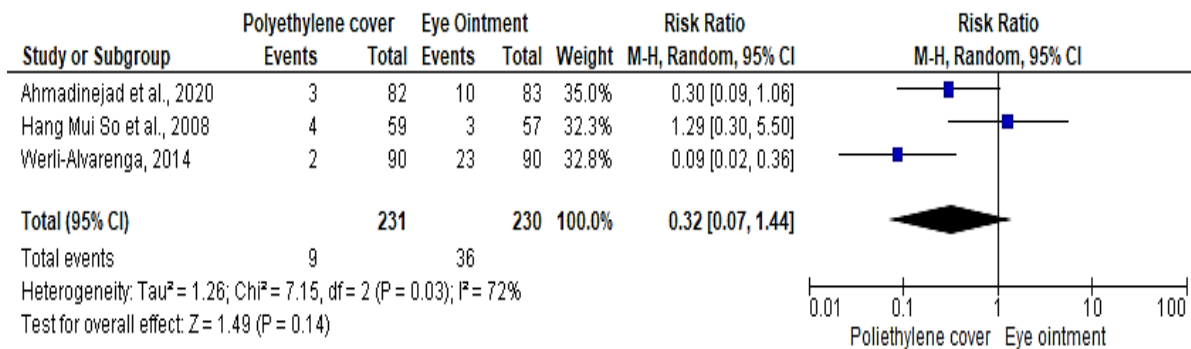 Polyethylene cover Eye Ointment Risk Ratio Risk Ratio
Study or Subgroup Events Total Events Total Weight M-H, Random, 95% CI M-H, Random, 95% CI
Ahmadinejad et al., 2020 3 82 10 83 35.0% 0.30 [0.09, 1.06]
Hang Mui So et al., 2008 4 59 3 57 32.3% 1.29 [0.30, 5.50]
Werli-Alvarenga, 2014 2 90 23 90 32.8% 0.09 [0.02, 0.36]
Total (95% CI) 231 230 100.0% 0.32 [0.07, 1.44]
Total events 9 36
Heterogeneity: Tau² = 1.26; Chi² = 7.15, df = 2 (P = 0.03); I² = 72%
Test for overall effect: Z = 1.49 (P = 0.14)
0.01 0.1 1 10 100
Poliethylene cover Eye ointment